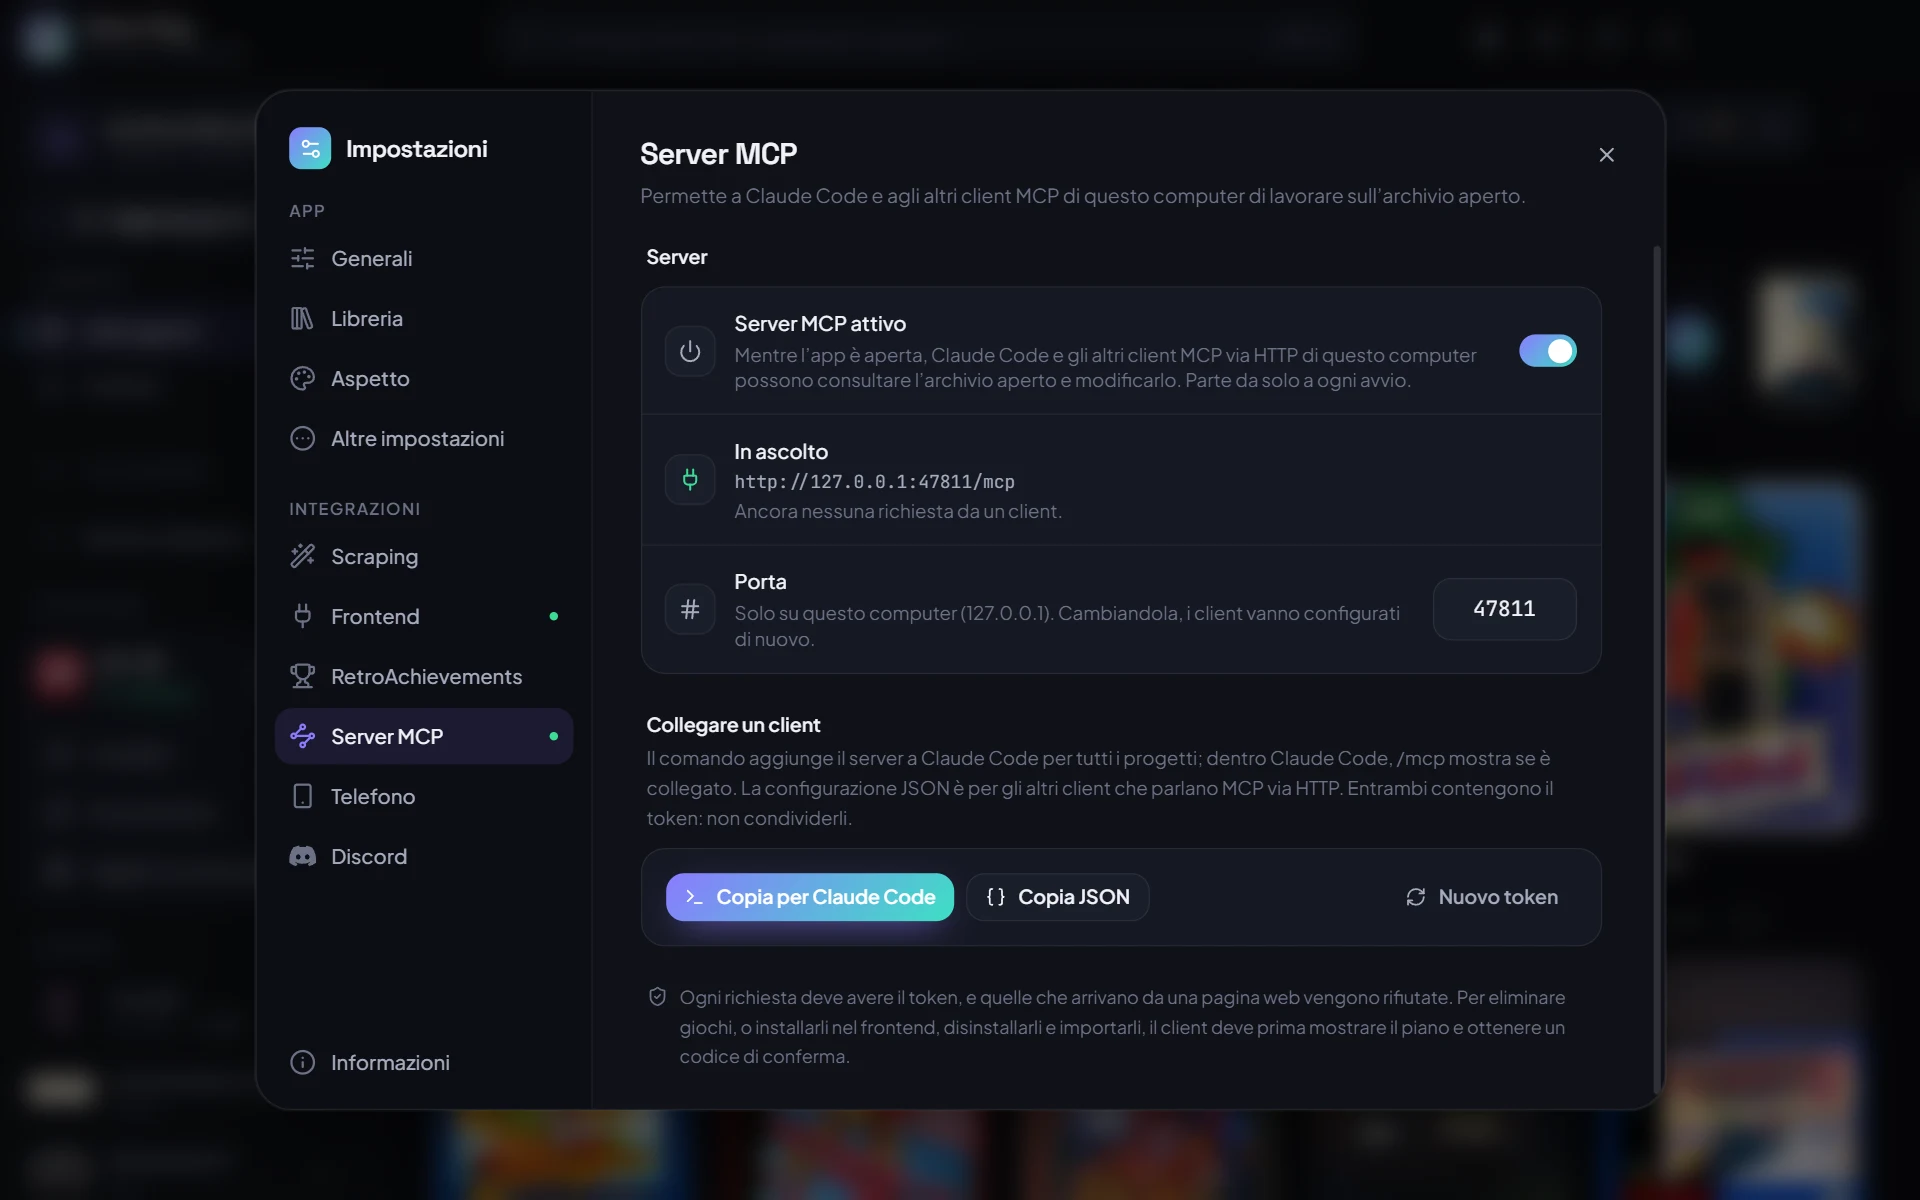 Impostazioni
APP
Generali
Libreria
Aspetto
Altre impostazioni
INTEGRAZIONI
Scraping
Frontend
RetroAchievements
Server MCP
Telefono
Discord
Informazioni
Server MCP
Permette a Claude Code e agli altri client MCP di questo computer di lavorare sull’archivio aperto.
Server
Server MCP attivo
Mentre l’app è aperta, Claude Code e gli altri client MCP via HTTP di questo computer
possono consultare l’archivio aperto e modificarlo. Parte da solo a ogni avvio.
In ascolto
http://127.0.0.1:47811/mcp
Ancora nessuna richiesta da un client.
Porta
Solo su questo computer (127.0.0.1). Cambiandola, i client vanno configurati
di nuovo.
47811
Collegare un client
Il comando aggiunge il server a Claude Code per tutti i progetti; dentro Claude Code, /mcp mostra se è
collegato. La configurazione JSON è per gli altri client che parlano MCP via HTTP. Entrambi contengono il
token: non condividerli.
Copia per Claude Code
Copia JSON
Nuovo token
Ogni richiesta deve avere il token, e quelle che arrivano da una pagina web vengono rifiutate. Per eliminare
giochi, o installarli nel frontend, disinstallarli e importarli, il client deve prima mostrare il piano e ottenere un
codice di conferma.